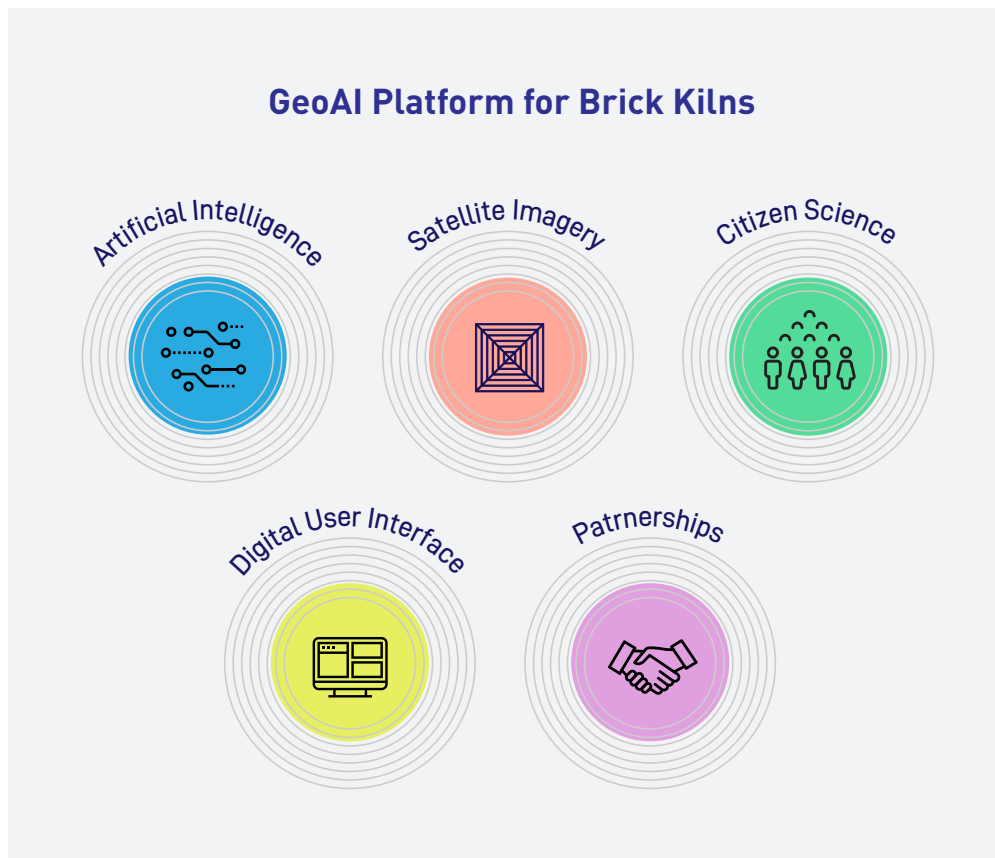 GeoAI Platform for Brick Kilns
Artificial Intelligence
Satellite Imagery
Citizen Science
Digital User Interface
Patrnerships